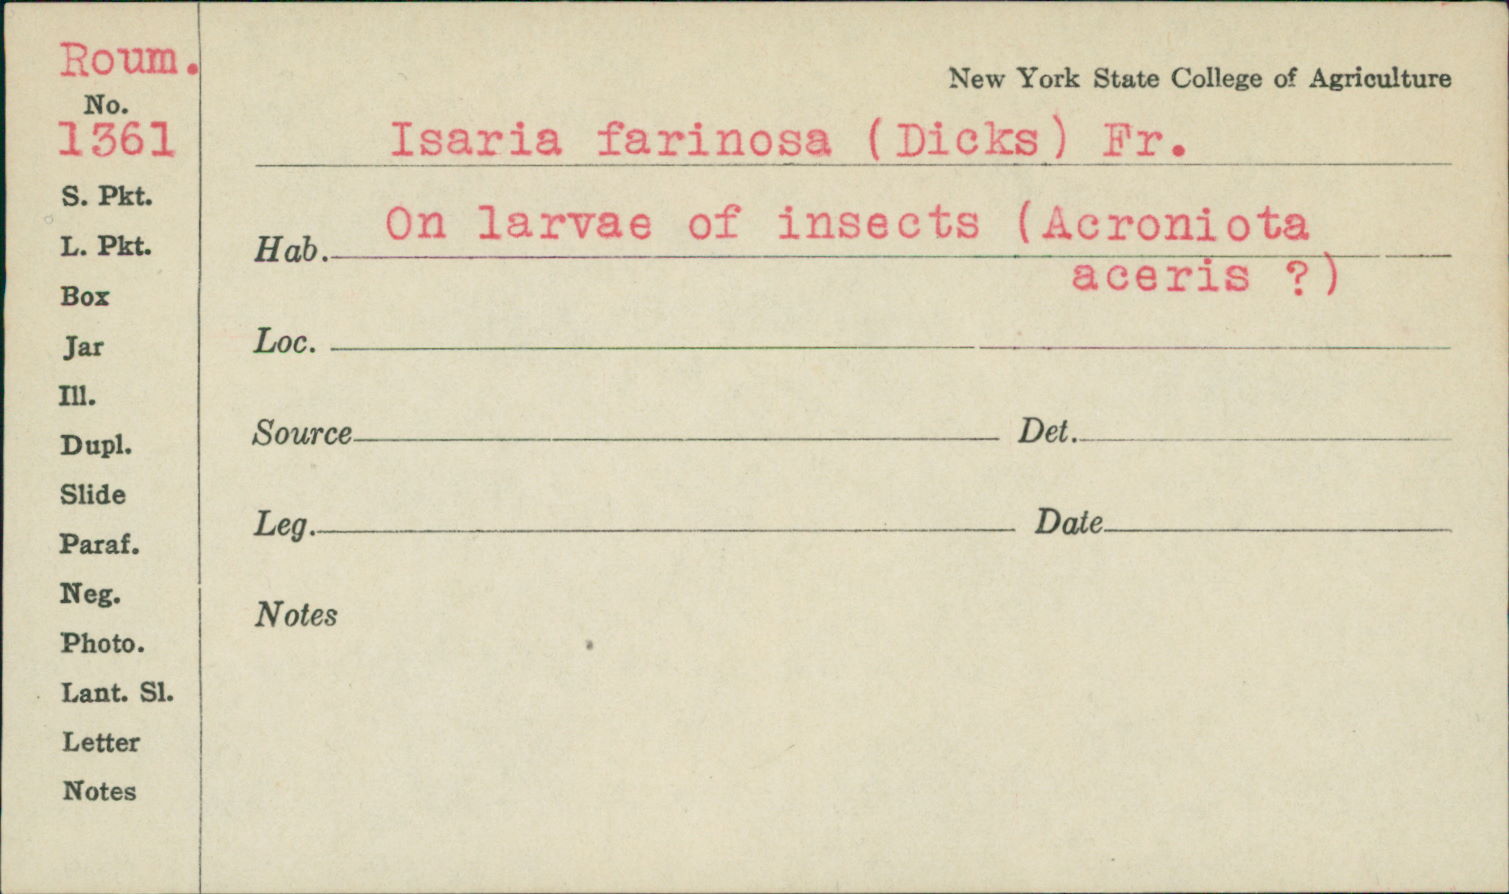 Roum.
No.
1361
S. Pkt.
L. Pkt.
Box
Jar
Ill.
Dupl.
Slide
Paraf.
Neg.
Photo.
Lant. Sl.
Letter
Notes
New York State College of Agriculture
Isaria farinosa (Dicks) Fr.
Hab. On larvae of insects (Acroniota
aceris ?)
Loc.
Source Det.
Leg. Date
Notes